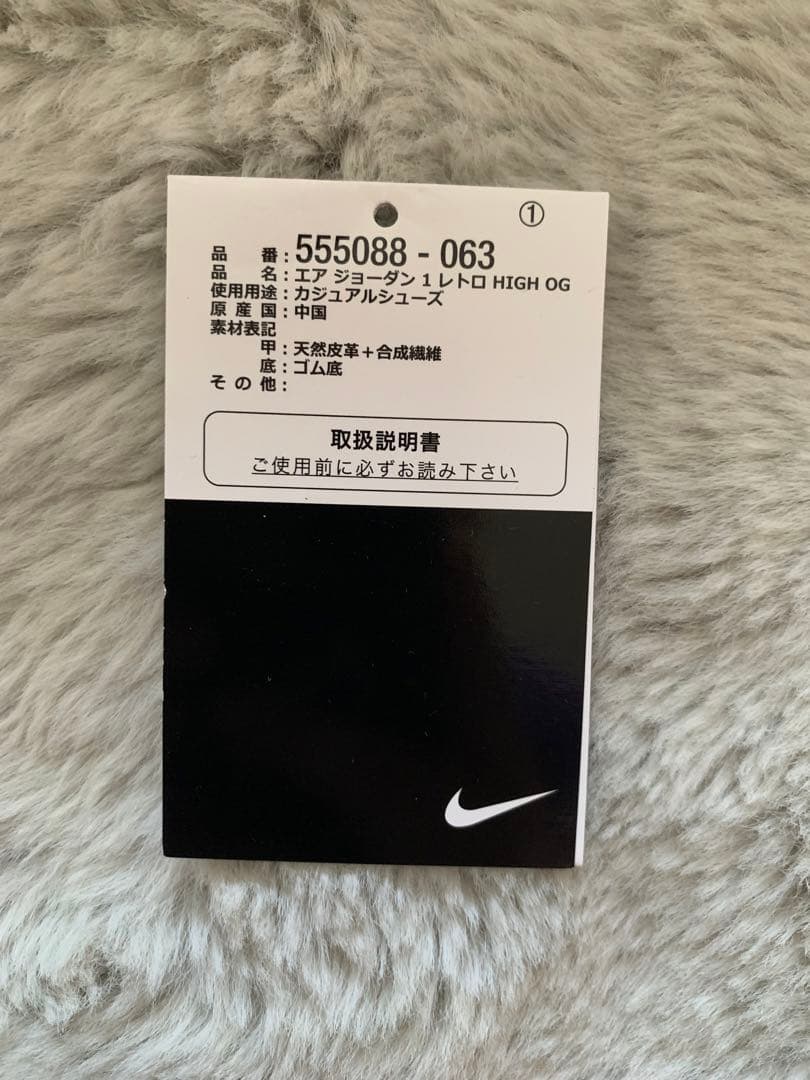 ①
品番：555088 - 063
品名：エア ジョーダン 1 レトロ HIGH OG
使用用途：カジュアルシューズ
原産国：中国
素材表記
甲：天然皮革＋合成繊維
底：ゴム底
その他：
取扱説明書
ご使用前に必ずお読み下さい